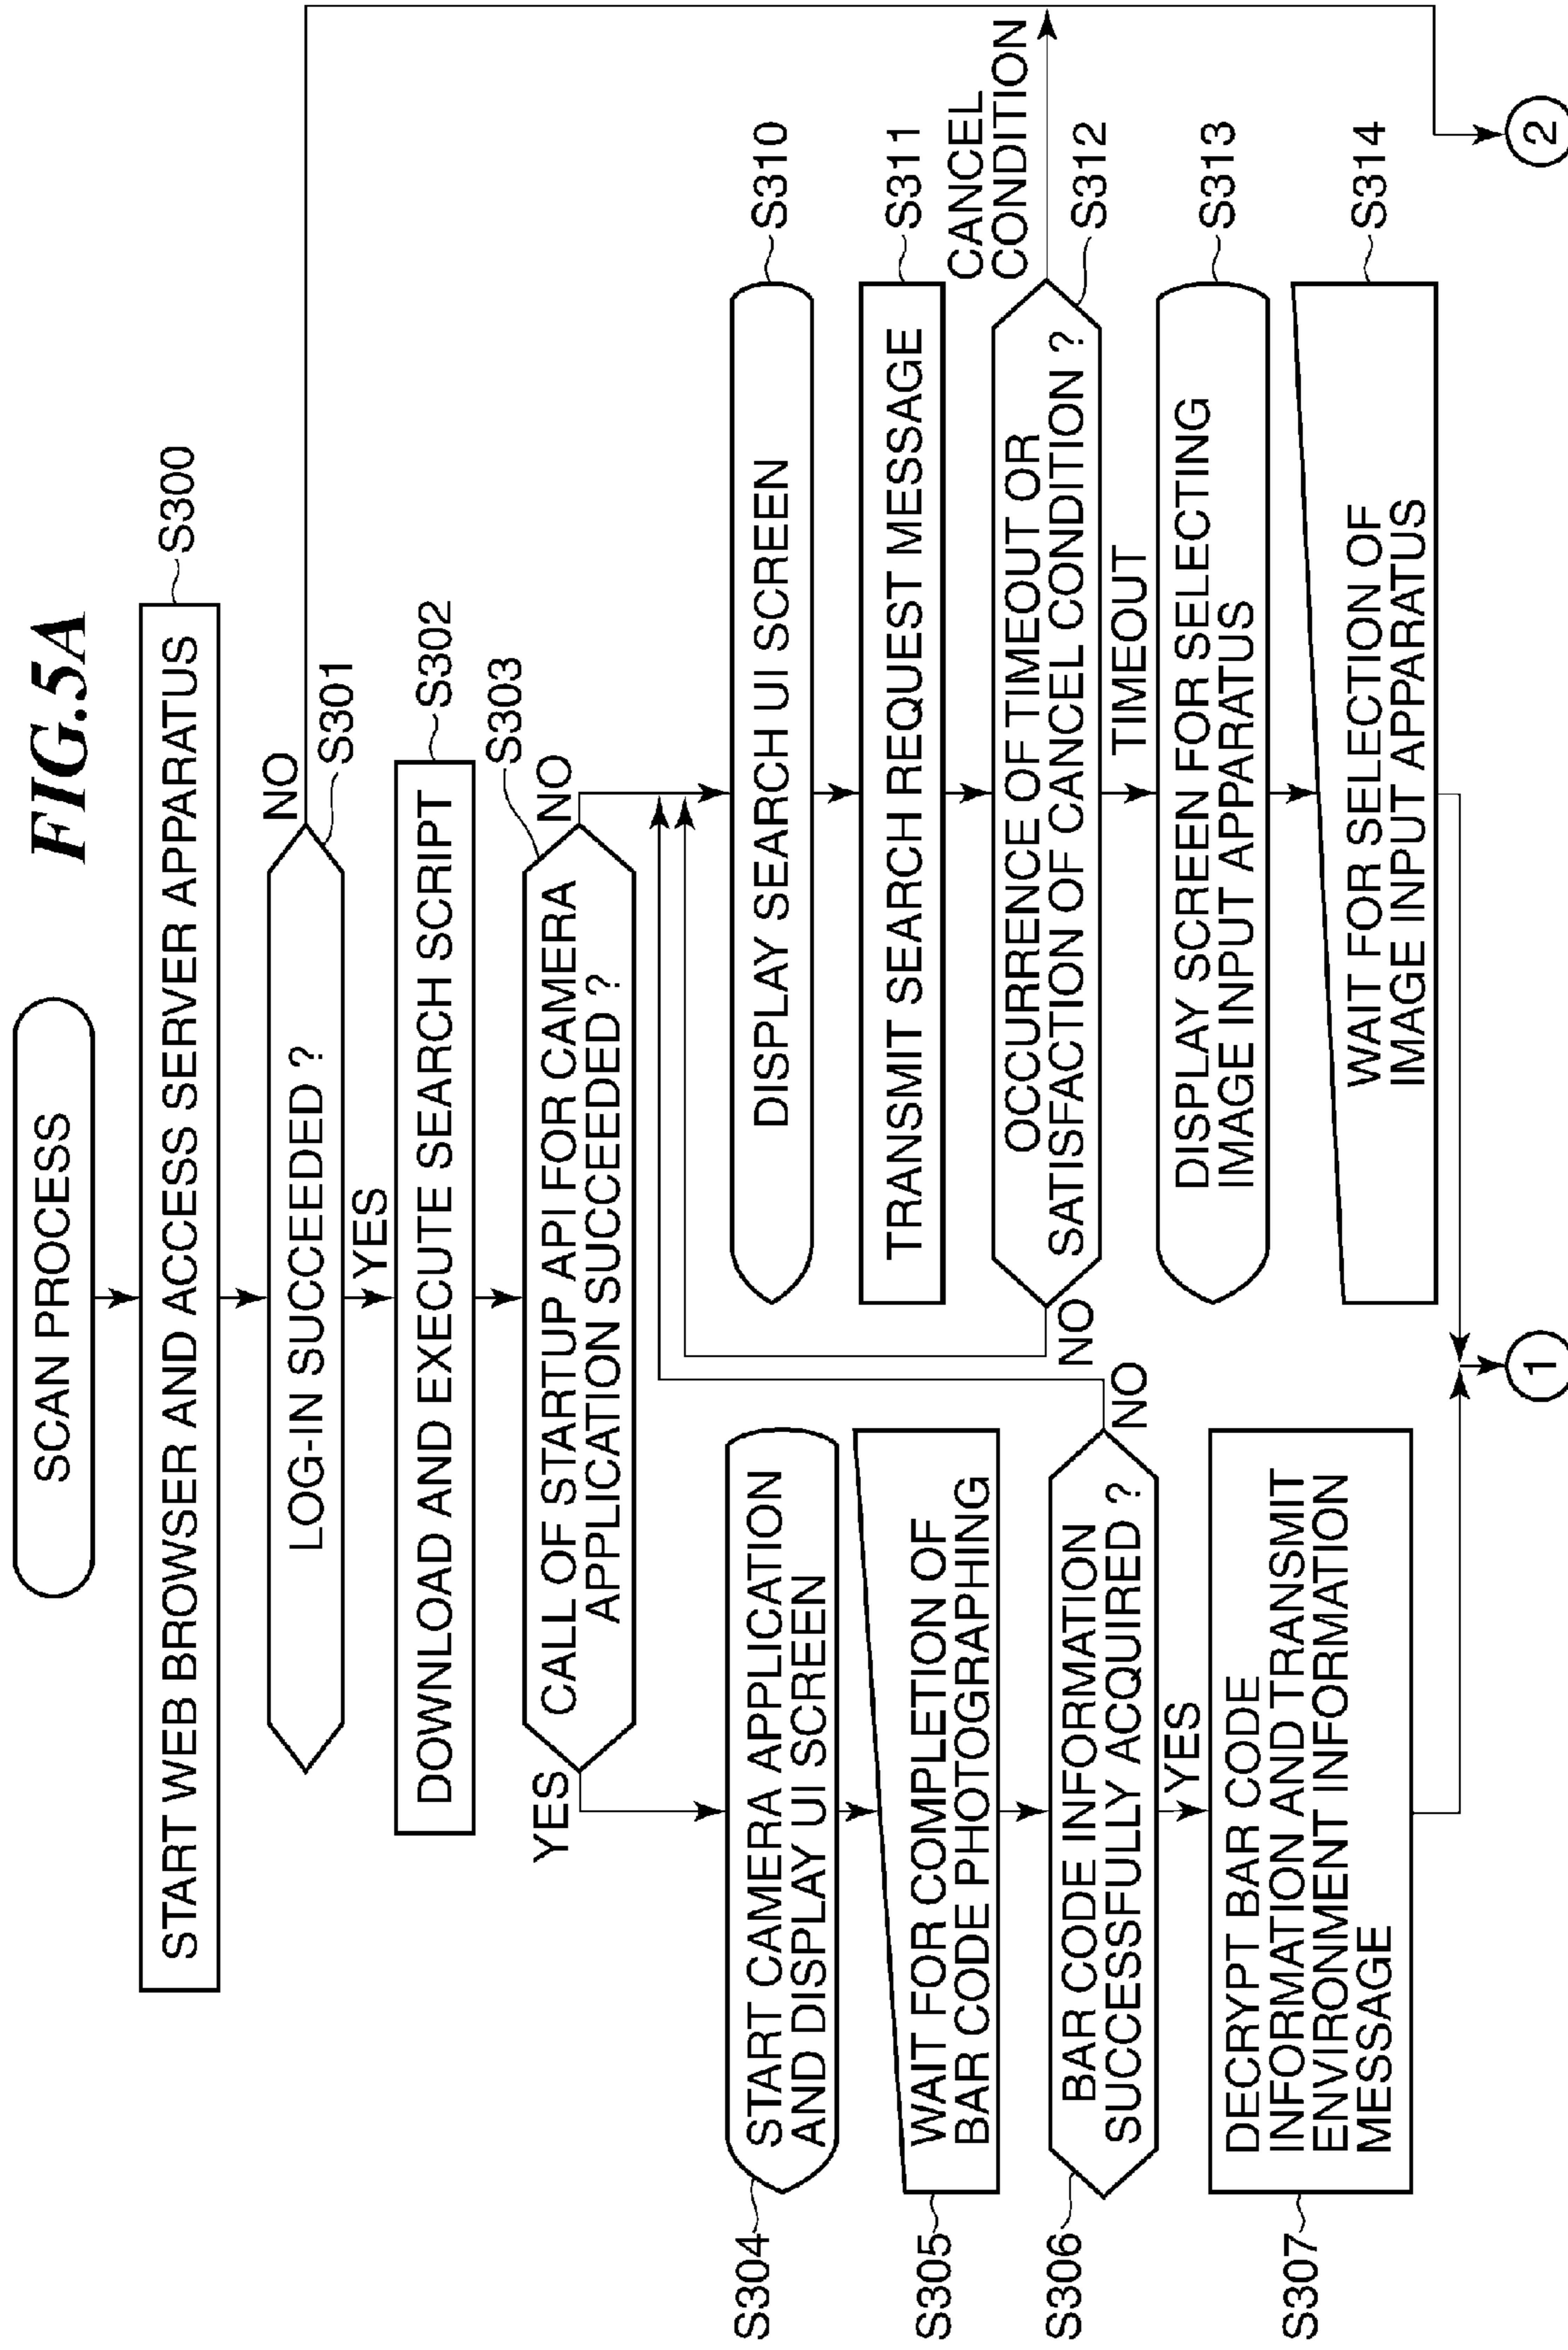 FIG.5A
SCAN PROCESS
START WEB BROWSER AND ACCESS SERVER APPARATUS
S300
LOG-IN SUCCEEDED ?
NO
S301
YES
DOWNLOAD AND EXECUTE SEARCH SCRIPT
S302
CALL OF STARTUP API FOR CAMERA
APPLICATION SUCCEEDED ?
S303
YES
NO
START CAMERA APPLICATION
AND DISPLAY UI SCREEN
S304
WAIT FOR COMPLETION OF
BAR CODE PHOTOGRAPHING
S305
BAR CODE INFORMATION
SUCCESSFULLY ACQUIRED ?
S306
NO
YES
DECRYPT BAR CODE
INFORMATION AND TRANSMIT
ENVIRONMENT INFORMATION
MESSAGE
S307
DISPLAY SEARCH UI SCREEN
S310
TRANSMIT SEARCH REQUEST MESSAGE
S311
OCCURRENCE OF TIMEOUT OR
SATISFACTION OF CANCEL CONDITION ?
S312
CANCEL
CONDITION
NO
TIMEOUT
DISPLAY SCREEN FOR SELECTING
IMAGE INPUT APPARATUS
S313
WAIT FOR SELECTION OF
IMAGE INPUT APPARATUS
S314
1
2